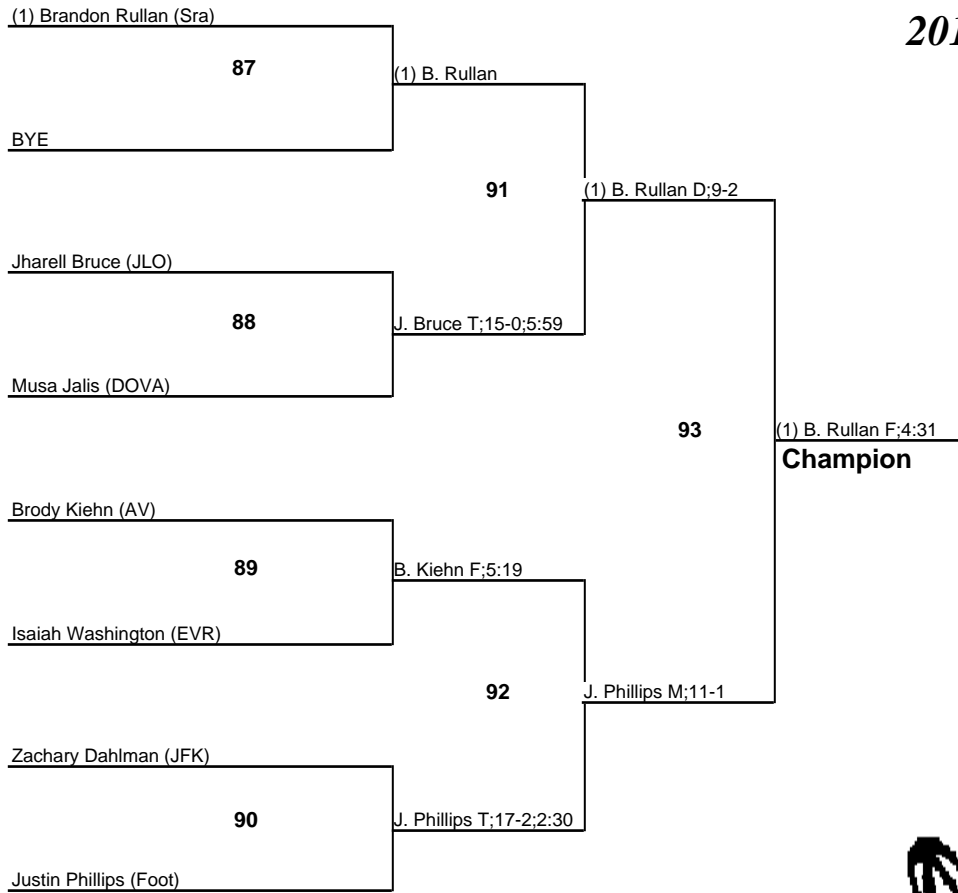 (1) Brandon Rullan (Sra)
201
87
(1) B. Rullan
BYE
91
(1) B. Rullan D;9-2
Jharell Bruce (JLO)
88
J. Bruce T;15-0;5:59
Musa Jalis (DOVA)
93
(1) B. Rullan F;4:31
Champion
Brody Kiehn (AV)
89
B. Kiehn F;5:19
Isaiah Washington (EVR)
92
J. Phillips M;11-1
Zachary Dahlman (JFK)
90
J. Phillips T;17-2;2:30
Justin Phillips (Foot)